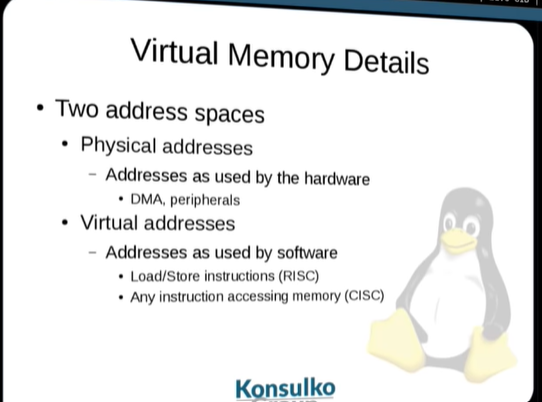 Virtual Memory Details
• Two address spaces
• Physical addresses
– Addresses as used by the hardware
• DMA, peripherals
• Virtual addresses
– Addresses as used by software
• Load/Store instructions (RISC)
• Any instruction accessing memory (CISC)
Konsulko